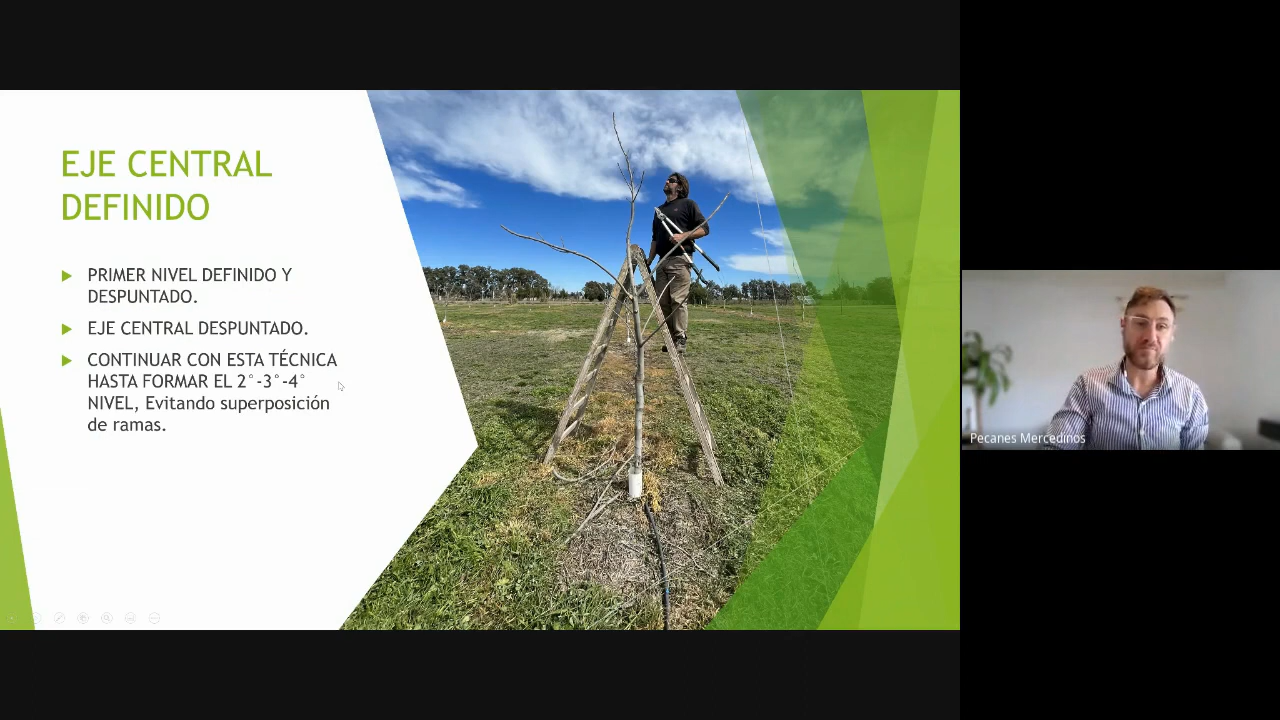 EJE CENTRAL
DEFINIDO
PRIMER NIVEL DEFINIDO Y
DESPUNTADO.
EJE CENTRAL DESPUNTADO.
CONTINUAR CON ESTA TÉCNICA
HASTA FORMAR EL 2°-3°-4°
NIVEL, Evitando superposición
de ramas.
Pecanes Mercedinos